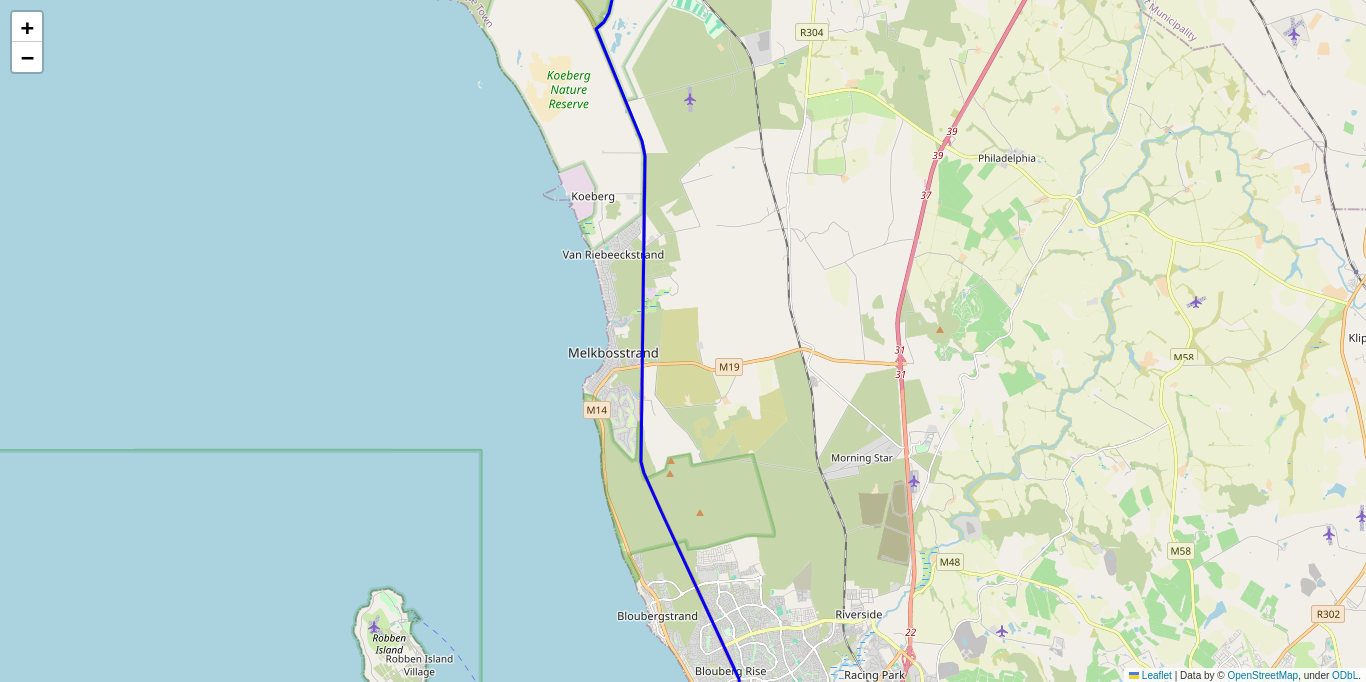 +
−
e Town
r Municipality
R304
Koeberg
Nature
Reserve
39
39
Philadelphia
37
Koeberg
Van Riebeeckstrand
31
Klip
Melkbosstrand
M58
M19
31
M14
Morning Star
M58
M48
Bloubergstrand
Riverside
R302
22
Robben
Island
Robben Island
Village
Blouberg Rise
Racing Park
Leaflet | Data by © OpenStreetMap, under ODbL.